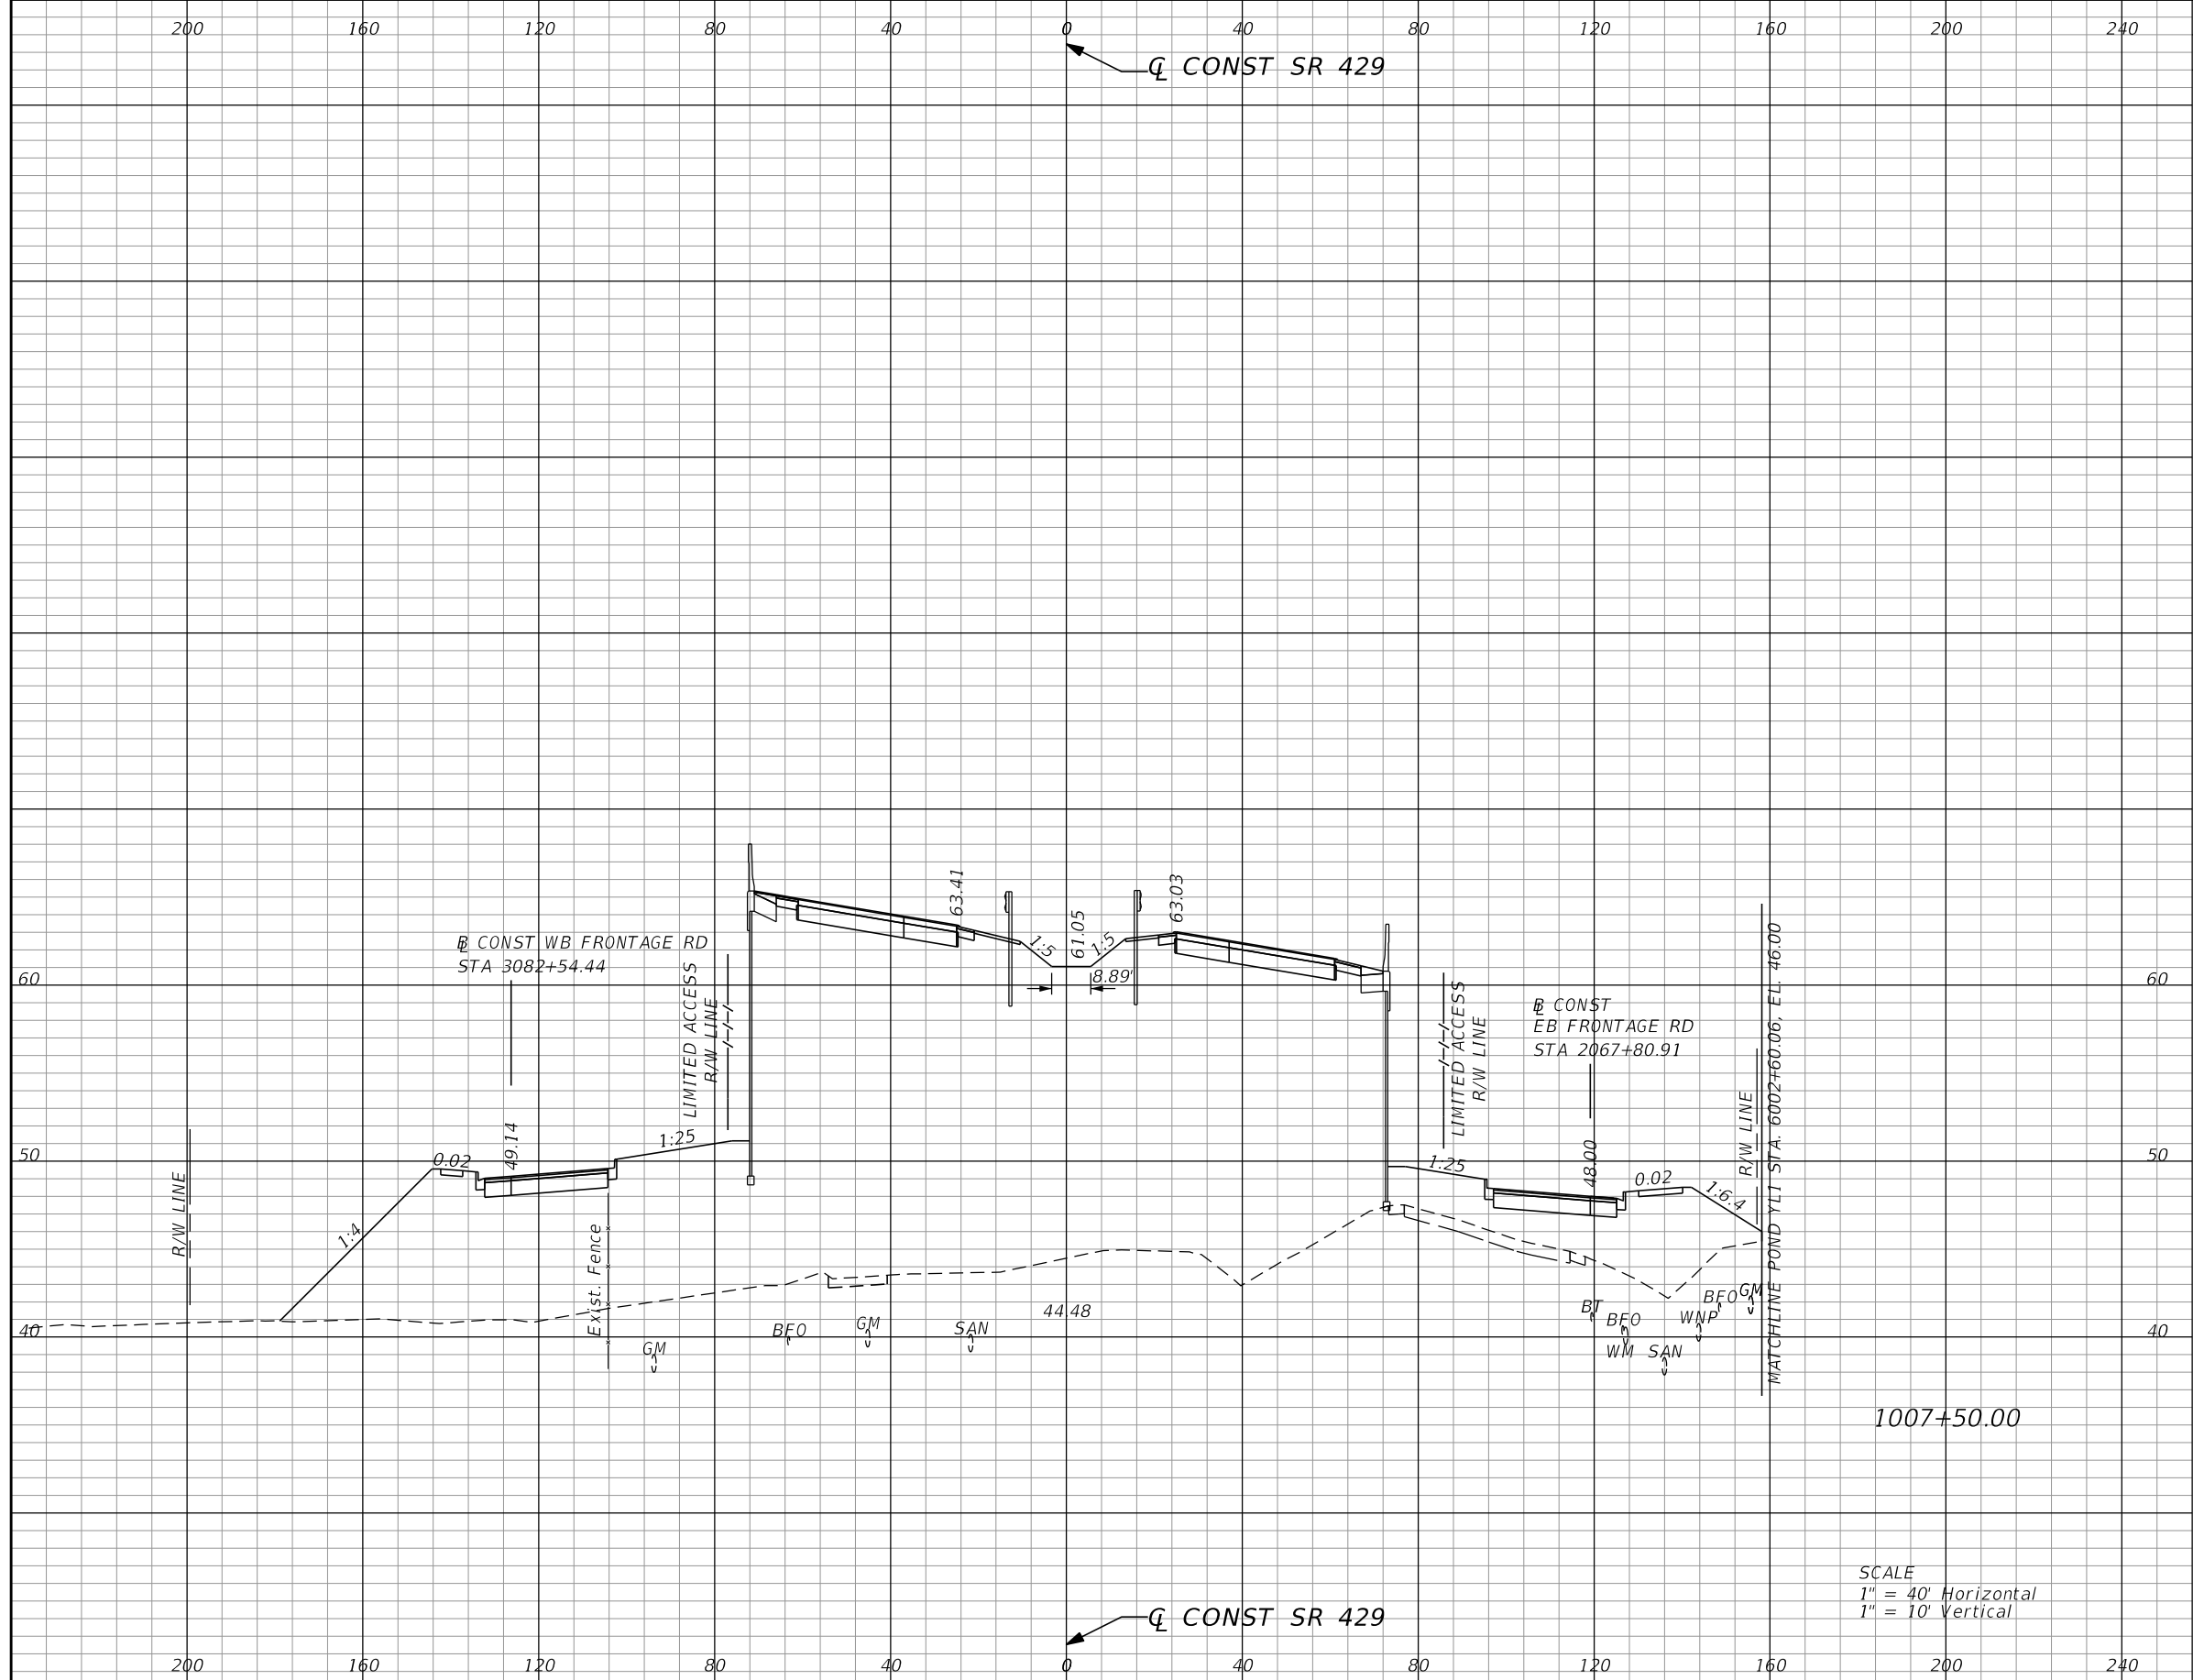 200 160 120 80 40 0 40 80 120 160 200 240
℄ CONST SR 429
63.41
63.03
61.05
1:5
1:5
8.89'
℄ CONST WB FRONTAGE RD
STA 3082+54.44
60
60
LIMITED ACCESS
R/W LINE
LIMITED ACCESS
R/W LINE
B CONST
EB FRONTAGE RD
STA 2067+80.91
MATCHLINE POND YL1 STA. 6002+60.06, EL. 46.00
R/W LINE
50
50
0.02
49.14
1:25
1:25
48.00
0.02
1:6.4
R/W LINE
1:4
Exist. Fence
40
40
GM
BFO
GM
SAN
44.48
BT
BFO
WM
SAN
WNP
BFO
GM
1007+50.00
SCALE
1" = 40' Horizontal
1" = 10' Vertical
℄ CONST SR 429
200 160 120 80 40 0 40 80 120 160 200 240